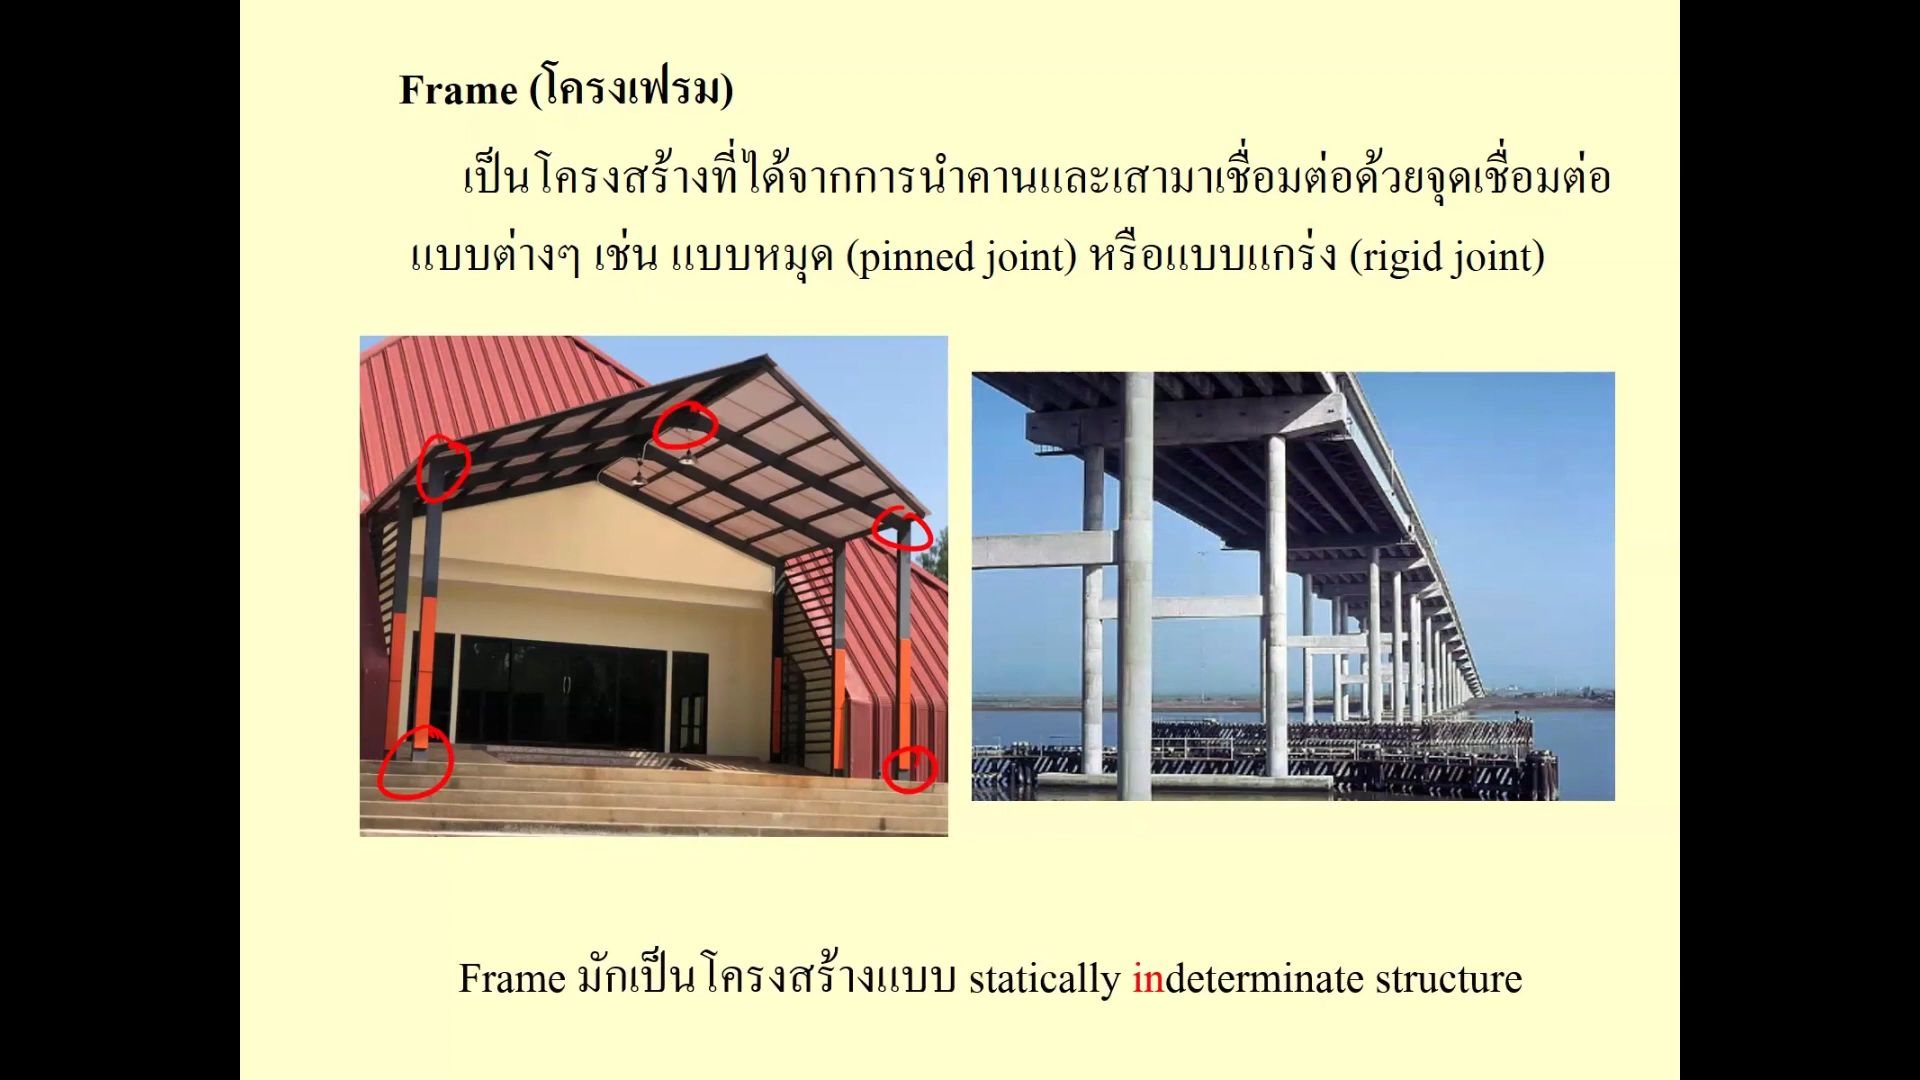 Frame (โครงเฟรม)
เป็นโครงสร้างที่ได้จากการนำคานและเสามาเชื่อมต่อด้วยจุดเชื่อมต่อ
แบบต่างๆ เช่น แบบหมุด (pinned joint) หรือแบบแกร่ง (rigid joint)
Frame มักเป็นโครงสร้างแบบ statically indeterminate structure